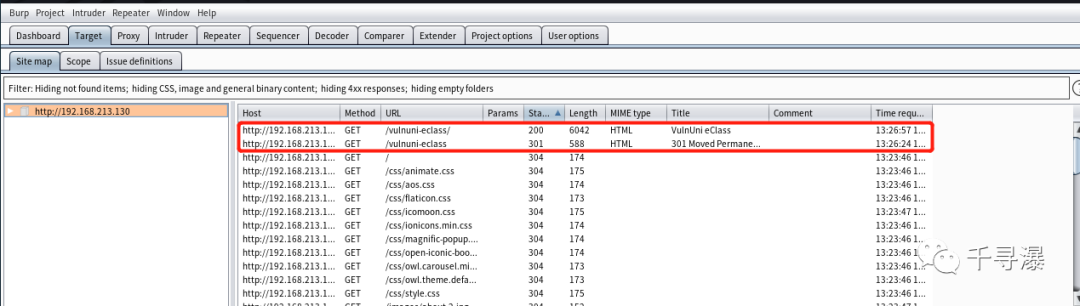 Burp Project Intruder Repeater Window Help
Dashboard Target Proxy Intruder Repeater Sequencer Decoder Comparer Extender Project options User options
Site map Scope Issue definitions
Filter: Hiding not found items; hiding CSS, image and general binary content; hiding 4xx responses; hiding empty folders
http://192.168.213.130
Host Method URL Params Sta... Length MIME type Title Comment Time requ...
http://192.168.213.1... GET /vulnuni-eclass/ 200 6042 HTML VulnUni eClass 13:26:57 1...
http://192.168.213.1... GET /vulnuni-eclass 301 588 HTML 301 Moved Permane... 13:26:24 1...
http://192.168.213.1... GET / 304 174 13:23:46 1...
http://192.168.213.1... GET /css/animate.css 304 175 13:23:46 1...
http://192.168.213.1... GET /css/aos.css 304 174 13:23:46 1...
http://192.168.213.1... GET /css/flaticon.css 304 173 13:23:46 1...
http://192.168.213.1... GET /css/icomoon.css 304 175 13:23:47 1...
http://192.168.213.1... GET /css/ionicons.min.css 304 174 13:23:46 1...
http://192.168.213.1... GET /css/magnific-popup.... 304 174 13:23:46 1...
http://192.168.213.1... GET /css/open-iconic-boo... 304 174
http://192.168.213.1... GET /css/owl.carousel.mi... 304 173
http://192.168.213.1... GET /css/owl.theme.defa... 304 173 13:23:46 1...
http://192.168.213.1... GET /css/style.css 304 175 13:23:46 1...
千寻瀑